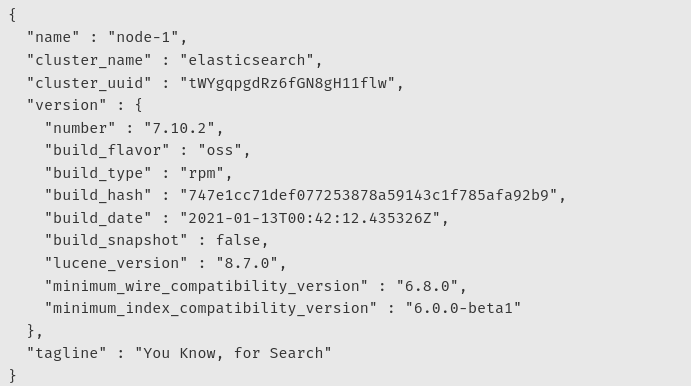 {
  "name" : "node-1",
  "cluster_name" : "elasticsearch",
  "cluster_uuid" : "tWYgqpgdRz6fGN8gH11flw",
  "version" : {
    "number" : "7.10.2",
    "build_flavor" : "oss",
    "build_type" : "rpm",
    "build_hash" : "747e1cc71def077253878a59143c1f785afa92b9",
    "build_date" : "2021-01-13T00:42:12.435326Z",
    "build_snapshot" : false,
    "lucene_version" : "8.7.0",
    "minimum_wire_compatibility_version" : "6.8.0",
    "minimum_index_compatibility_version" : "6.0.0-beta1"
  },
  "tagline" : "You Know, for Search"
}